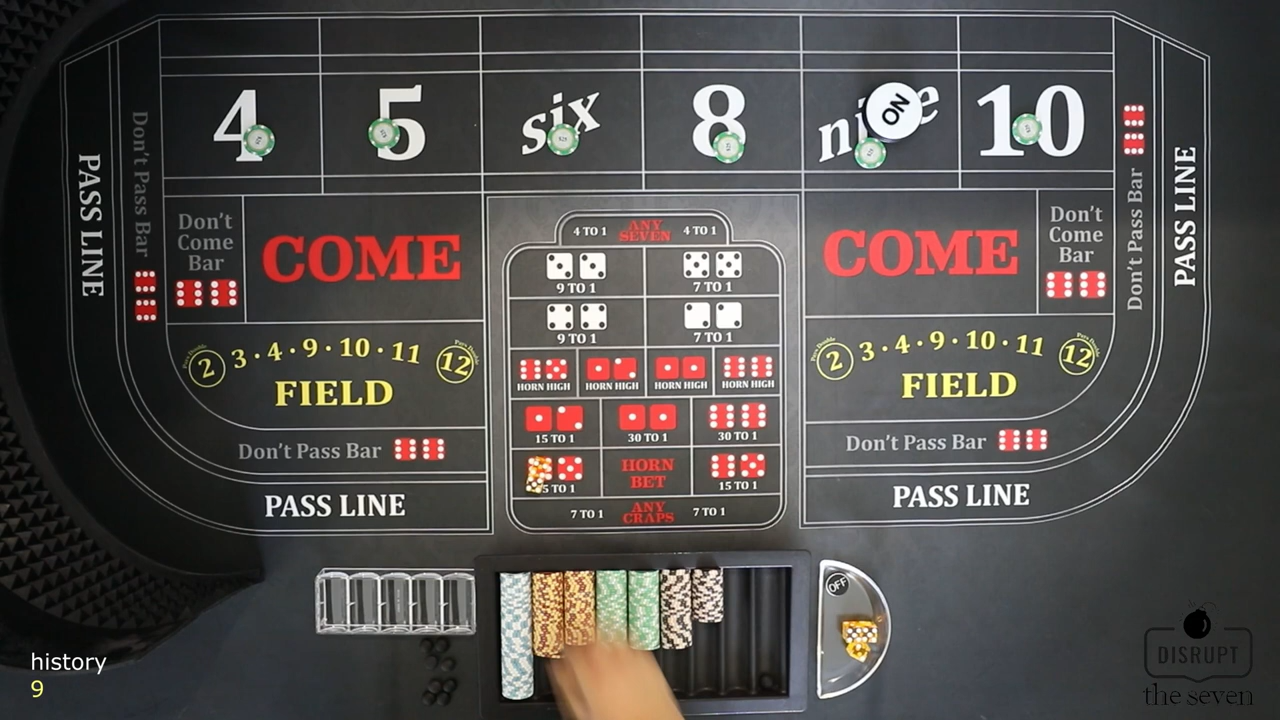 4
5
six
8
ON
10
PASS LINE
Don't Pass Bar
Don't
Come
Bar
COME
4 TO 1
ANY
SEVEN
4 TO 1
9 TO 1
7 TO 1
9 TO 1
7 TO 1
HORN HIGH
HORN HIGH
HORN HIGH
HORN HIGH
15 TO 1
30 TO 1
30 TO 1
HORN
BET
15 TO 1
7 TO 1
ANY
CRAPS
7 TO 1
COME
Don't
Come
Bar
Don't Pass Bar
PASS LINE
2
3 · 4 · 9 · 10 · 11
12
FIELD
Don't Pass Bar
PASS LINE
2
3 · 4 · 9 · 10 · 11
12
FIELD
Don't Pass Bar
PASS LINE
OFF
history
9
DISRUPT
the seven